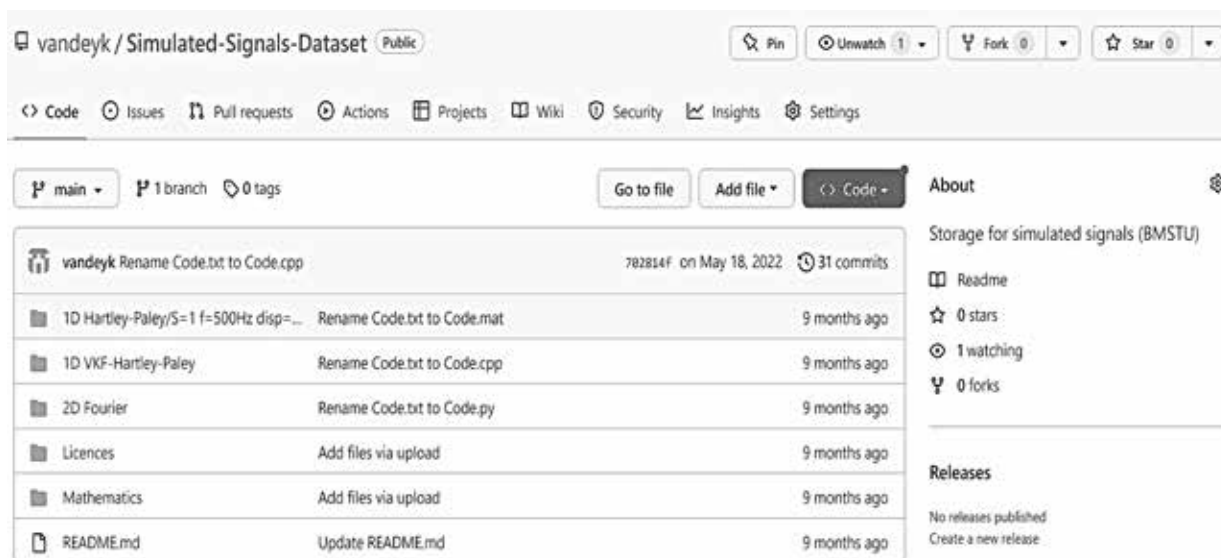 vandeyk / Simulated-Signals-Dataset Public
Pin Unwatch 1 Fork 0 Star 0
<> Code Issues Pull requests Actions Projects Wiki Security Insights Settings
main 1 branch 0 tags Go to file Add file <> Code
vandeyk Rename Code.txt to Code.cpp 782814f on May 18, 2022 31 commits
1D Hartley-Paley/S=1 f=500Hz disp=... Rename Code.txt to Code.mat 9 months ago
1D VKF-Hartley-Paley Rename Code.txt to Code.cpp 9 months ago
2D Fourier Rename Code.txt to Code.py 9 months ago
Licences Add files via upload 9 months ago
Mathematics Add files via upload 9 months ago
README.md Update README.md 9 months ago
About
Storage for simulated signals (BMSTU)
Readme
0 stars
1 watching
0 forks
Releases
No releases published
Create a new release